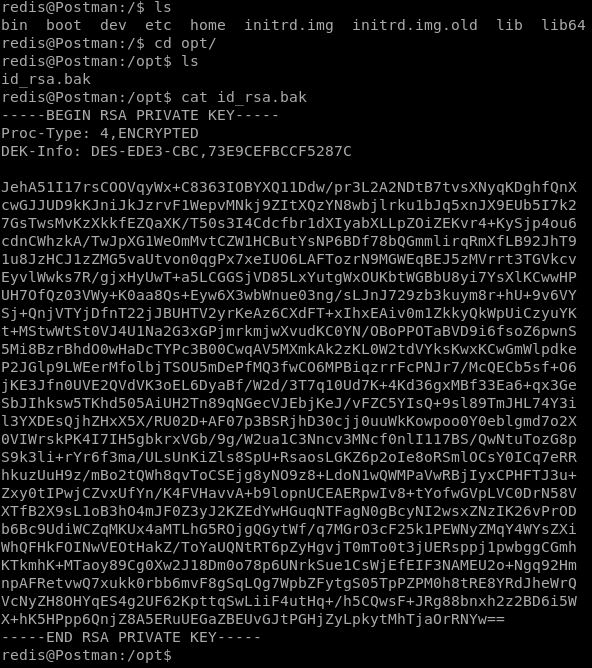 redis@Postman:/$ ls
bin  boot  dev  etc  home  initrd.img  initrd.img.old  lib  lib64
redis@Postman:/$ cd opt/
redis@Postman:/opt$ ls
id_rsa.bak
redis@Postman:/opt$ cat id_rsa.bak
-----BEGIN RSA PRIVATE KEY-----
Proc-Type: 4,ENCRYPTED
DEK-Info: DES-EDE3-CBC,73E9CEFBCCF5287C
JehA51I17rsCOOVqyWx+C8363IOBYXQ11Ddw/pr3L2A2NDtB7tvsXNyqKDghfQnX
cwGJJUD9kKJniJkJzrvF1WepvMNkj9ZItXQzYN8wbjlrku1bJq5xnJX9EUb5I7k2
7GsTwsMvKzXkkfEZQaXK/T50s3I4Cdcfbr1dXIyabXLLpZOiZEKvr4+KySjp4ou6
cdnCWhzkA/TwJpXG1WeOmMvtCZW1HCButYsNP6BDf78bQGmmlirqRmXfLB92JhT9
1u8JzHCJ1zZMG5vaUtvon0qgPx7xeIUO6LAFTozrN9MGWEqBEJ5zMVrrt3TGVkcv
EyvlWwks7R/gjxHyUwT+a5LCGGSjVD85LxYutgWxOUKbtWGBbU8yi7YsXlKCwwHP
UH7OfQz03VWy+K0aa8Qs+Eyw6X3wbWnue03ng/sLJnJ729zb3kuym8r+hU+9v6VY
Sj+QnjVTYjDfnT22jJBUHTV2yrKeAz6CXdFT+xIhxEAiv0m1ZkkyQkWpUiCzyuYK
t+MStwWtSt0VJ4U1Na2G3xGPjmrkmjwXvudKC0YN/OBoPPOTaBVD9i6fsoZ6pwnS
5Mi8BzrBhdO0wHaDcTYPc3B00CwqAV5MXmkAk2zKL0W2tdVYksKwxKCwGmWlpdke
P2JGlp9LWEerMfolbjTSOU5mDePfMQ3fwCO6MPBiqzrrFcPNJr7/McQECb5sf+O6
jKE3Jfn0UVE2QVdVK3oEL6DyaBf/W2d/3T7q10Ud7K+4Kd36gxMBf33Ea6+qx3Ge
SbJIhksw5TKhd505AiUH2Tn89qNGecVJEbjKeJ/vFZC5YIsQ+9sl89TmJHL74Y3i
l3YXDEsQjhZHxX5X/RU02D+AF07p3BSRjhD30cjj0uuWkKowpoo0Y0eblgmd7o2X
0VIWrskPK4I7IH5gbkrxVGb/9g/W2ua1C3Nncv3MNcf0nlI117BS/QwNtuTozG8p
S9k3li+rYr6f3ma/ULsUnKiZls8SpU+RsaosLGKZ6p2oIe8oRSmlOCsY0ICq7eRR
hkuzUuH9z/mBo2tQWh8qvToCSEjg8yNO9z8+LdoN1wQWMPaVwRBjIyxCPHFTJ3u+
Zxy0tIPwjCZvxUfYn/K4FVHavvA+b9lopnUCEAERpwIv8+tYofwGVpLVC0DrN58V
XTfB2X9sL1oB3hO4mJF0Z3yJ2KZEdYwHGuqNTFagN0gBcyNI2wsxZNzIK26vPrOD
b6Bc9UdiWCZqMKUx4aMTLhG5ROjgQGytWf/q7MGrO3cF25k1PEWNyZMqY4WYsZXi
WhQFHkFOINwVEOtHakZ/ToYaUQNtRT6pZyHgvjT0mTo0t3jUERsppj1pwbggCGmh
KTkmhK+MTaoy89Cg0Xw2J18Dm0o78p6UNrkSue1CsWjEfEIF3NAMEU2o+Ngq92Hm
npAFRetvwQ7xukk0rbb6mvF8gSqLQg7WpbZFytgS05TpPZPM0h8tRE8YRdJheWrQ
VcNyZH8OHYqES4g2UF62KpttqSwLiiF4utHq+/h5CQwsF+JRg88bnxh2z2BD6i5W
X+hK5HPpp6QnjZ8A5ERuUEGaZBEUvGJtPGHjZyLpkytMhTjaOrRNYw==
-----END RSA PRIVATE KEY-----
redis@Postman:/opt$